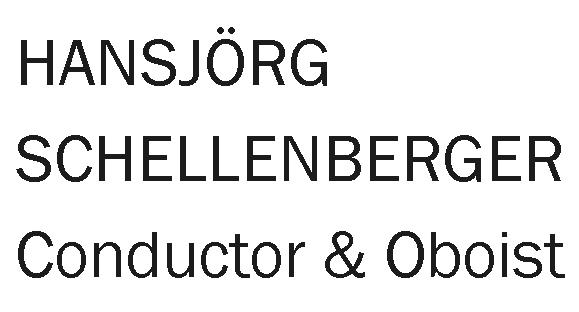 HANSJÖRG
SCHELLENBERGER
Conductor & Oboist